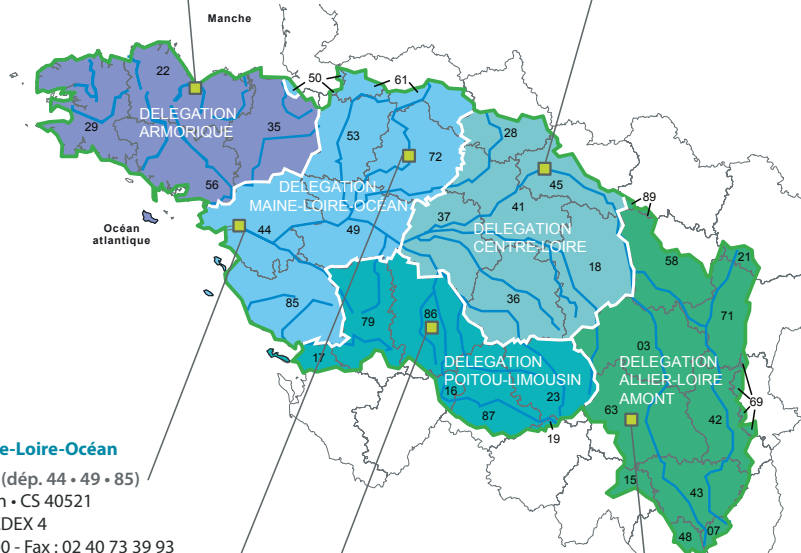 Manche
22
50
61
DELEGATION
ARMORIQUE
29
35
53
72
28
56
DELEGATION
MAINE-LOIRE-OCÉAN
45
89
41
37
Océan
atlantique
44
49
DELEGATION
CENTRE-LOIRE
58
21
18
85
36
71
79
86
17
03
DELEGATION
POITOU-LIMOUSIN
DELEGATION
ALLIER-LOIRE
AMONT
16
23
87
19
63
69
42
e-Loire-Océan
(dép. 44 • 49 • 85)
n • CS 40521
DEX 4
0 - Fax : 02 40 73 39 93
15
43
48
07